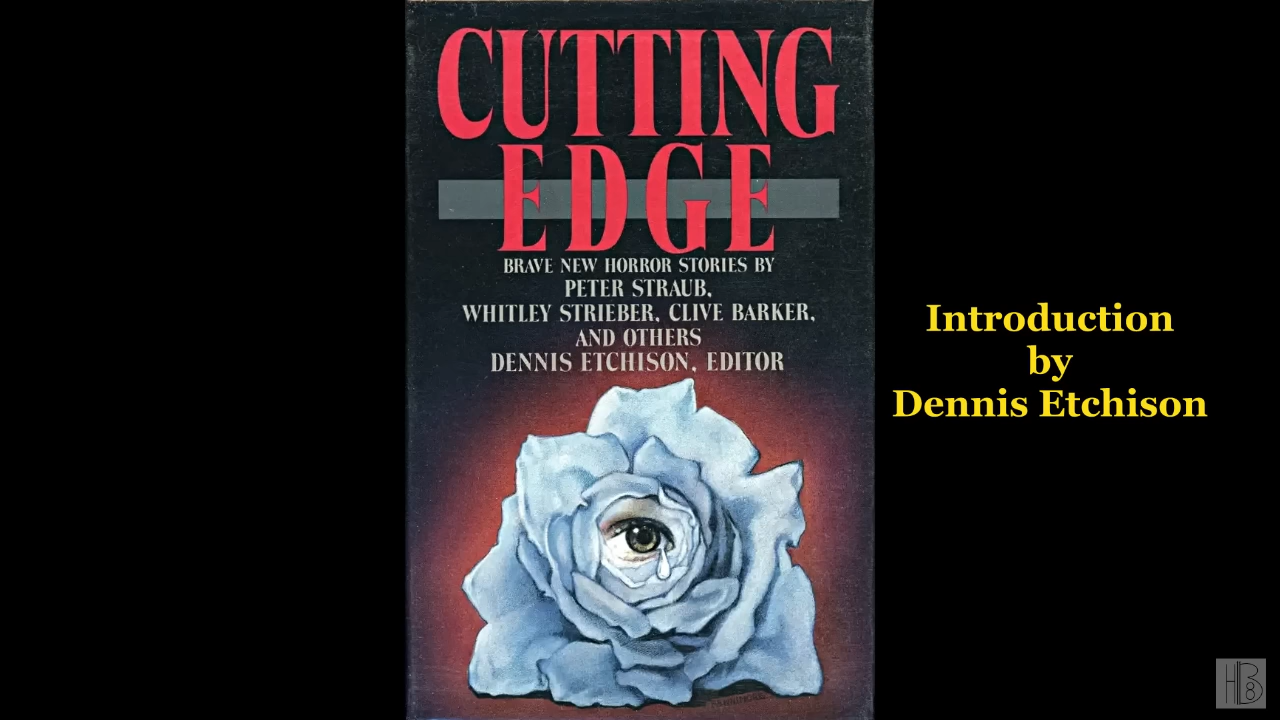 CUTTING
EDGE
BRAVE NEW HORROR STORIES BY
PETER STRAUB,
WHITLEY STRIEBER, CLIVE BARKER,
AND OTHERS
DENNIS ETCHISON, EDITOR
Introduction
by
Dennis Etchison